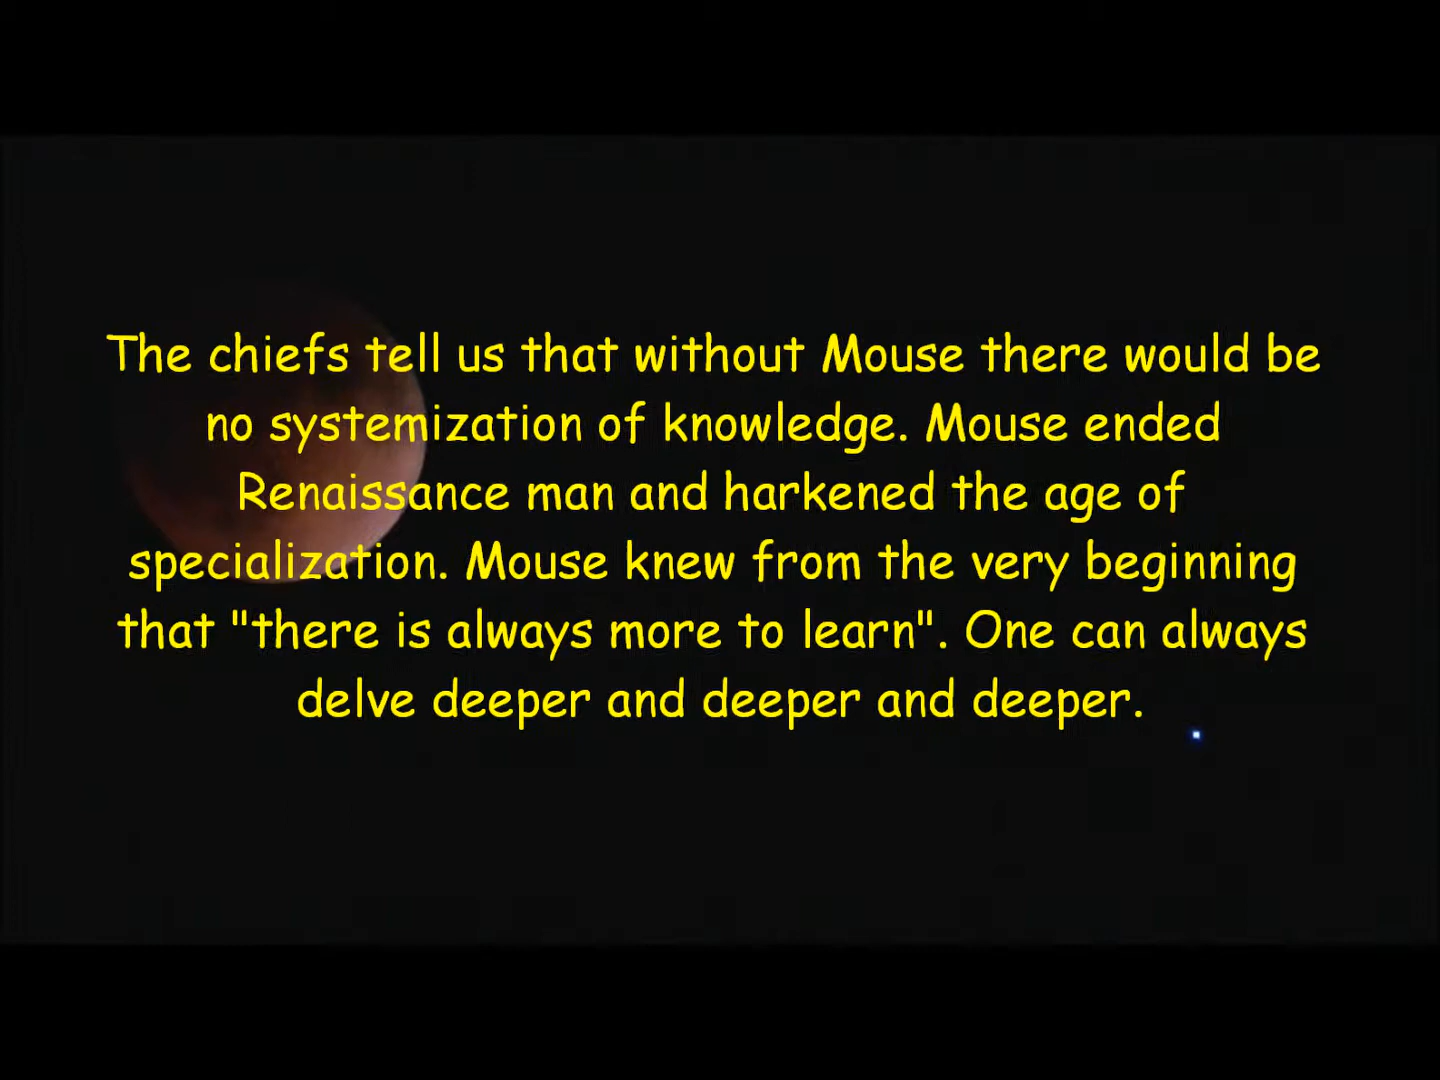 The chiefs tell us that without Mouse there would be
no systemization of knowledge. Mouse ended
Renaissance man and harkened the age of
specialization. Mouse knew from the very beginning
that "there is always more to learn". One can always
delve deeper and deeper and deeper.